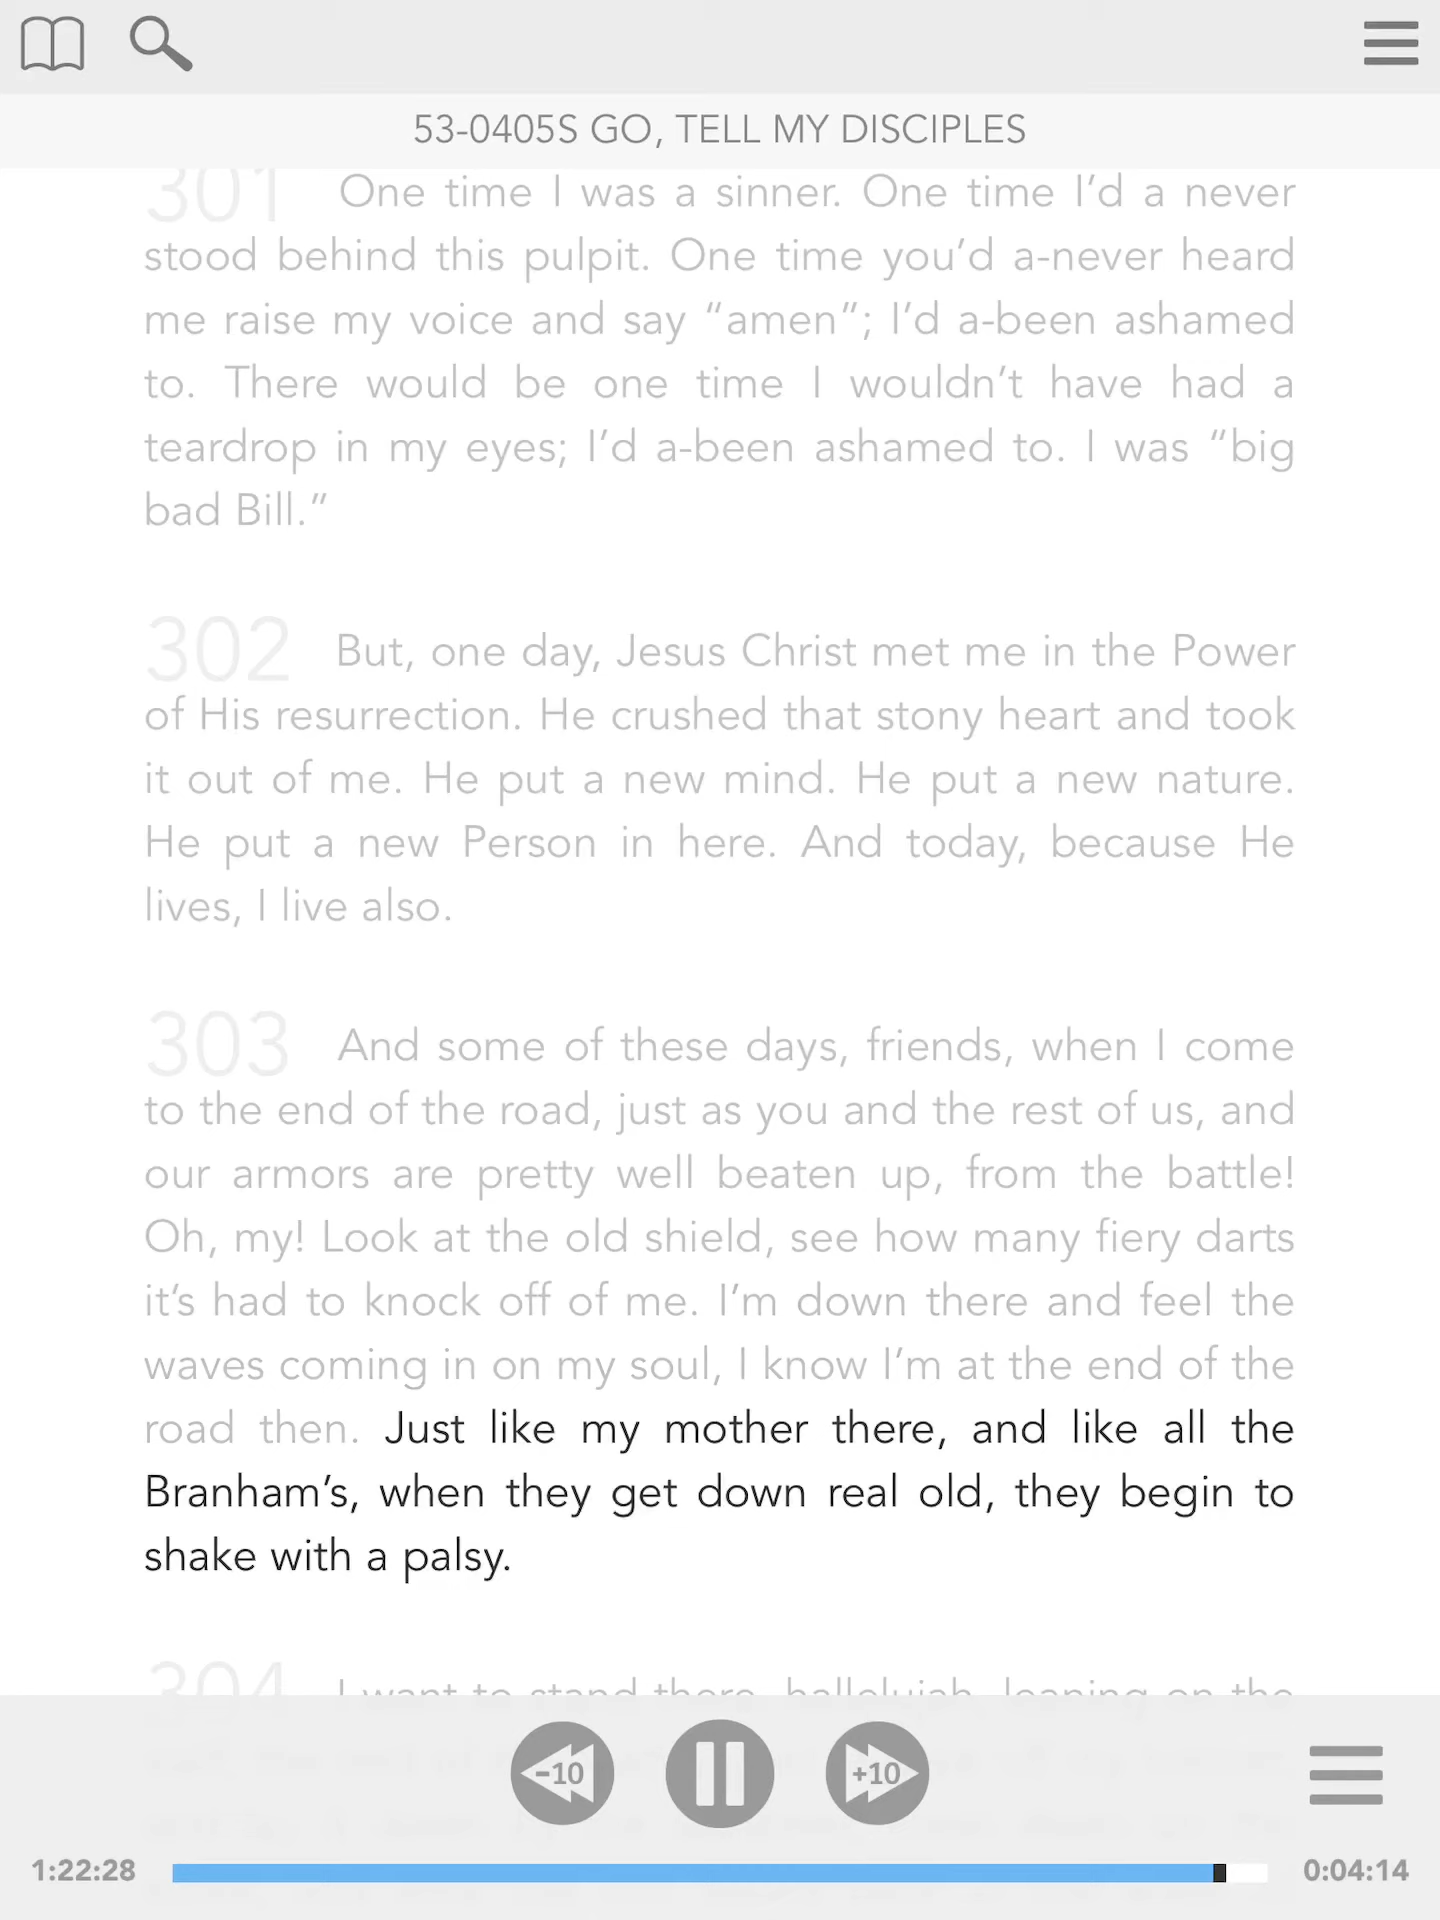 53-0405S GO, TELL MY DISCIPLES
301 One time I was a sinner. One time I’d a never
stood behind this pulpit. One time you’d a-never heard
me raise my voice and say “amen”; I’d a-been ashamed
to. There would be one time I wouldn’t have had a
teardrop in my eyes; I’d a-been ashamed to. I was “big
bad Bill.”
302 But, one day, Jesus Christ met me in the Power
of His resurrection. He crushed that stony heart and took
it out of me. He put a new mind. He put a new nature.
He put a new Person in here. And today, because He
lives, I live also.
303 And some of these days, friends, when I come
to the end of the road, just as you and the rest of us, and
our armors are pretty well beaten up, from the battle!
Oh, my! Look at the old shield, see how many fiery darts
it’s had to knock off of me. I’m down there and feel the
waves coming in on my soul, I know I’m at the end of the
road then. Just like my mother there, and like all the
Branham’s, when they get down real old, they begin to
shake with a palsy.
304 I want to stand there, hallelujah, leaning on the
-10 +10
1:22:28 0:04:14